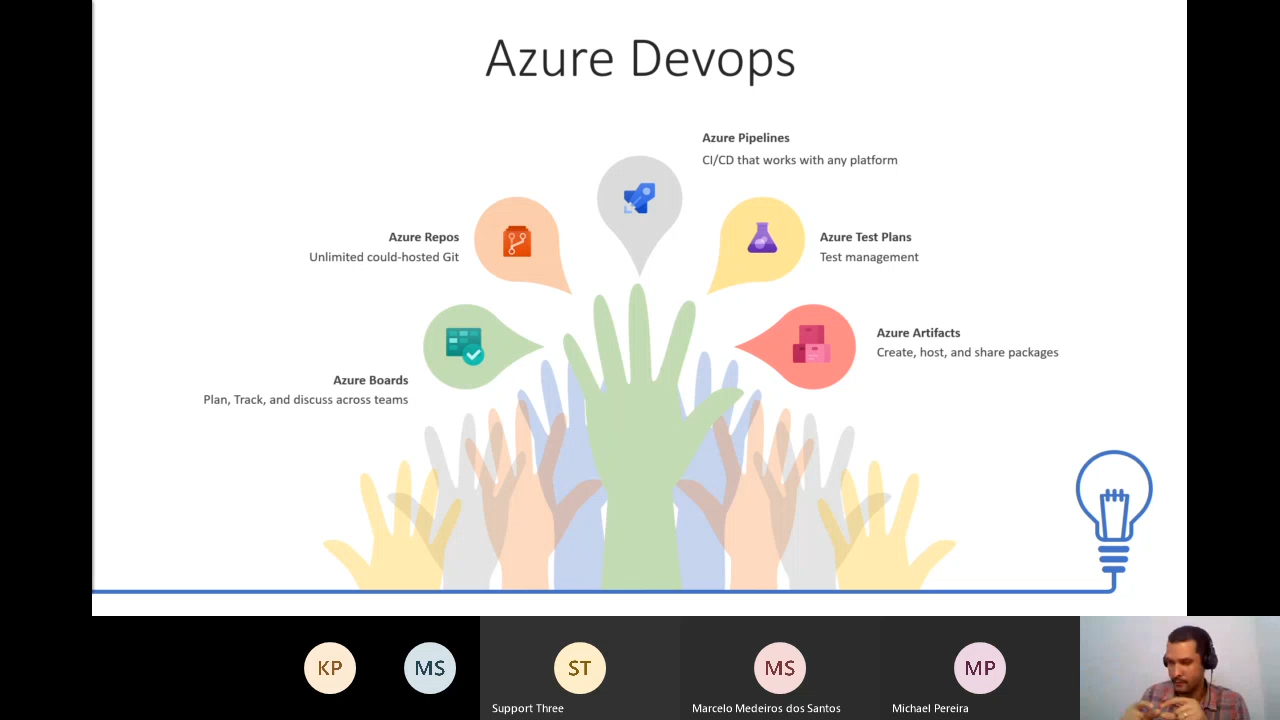 Azure Devops
Azure Pipelines
CI/CD that works with any platform
Azure Repos
Unlimited could-hosted Git
Azure Test Plans
Test management
Azure Artifacts
Create, host, and share packages
Azure Boards
Plan, Track, and discuss across teams
KP
MS
ST
MS
MP
Support Three
Marcelo Medeiros dos Santos
Michael Pereira